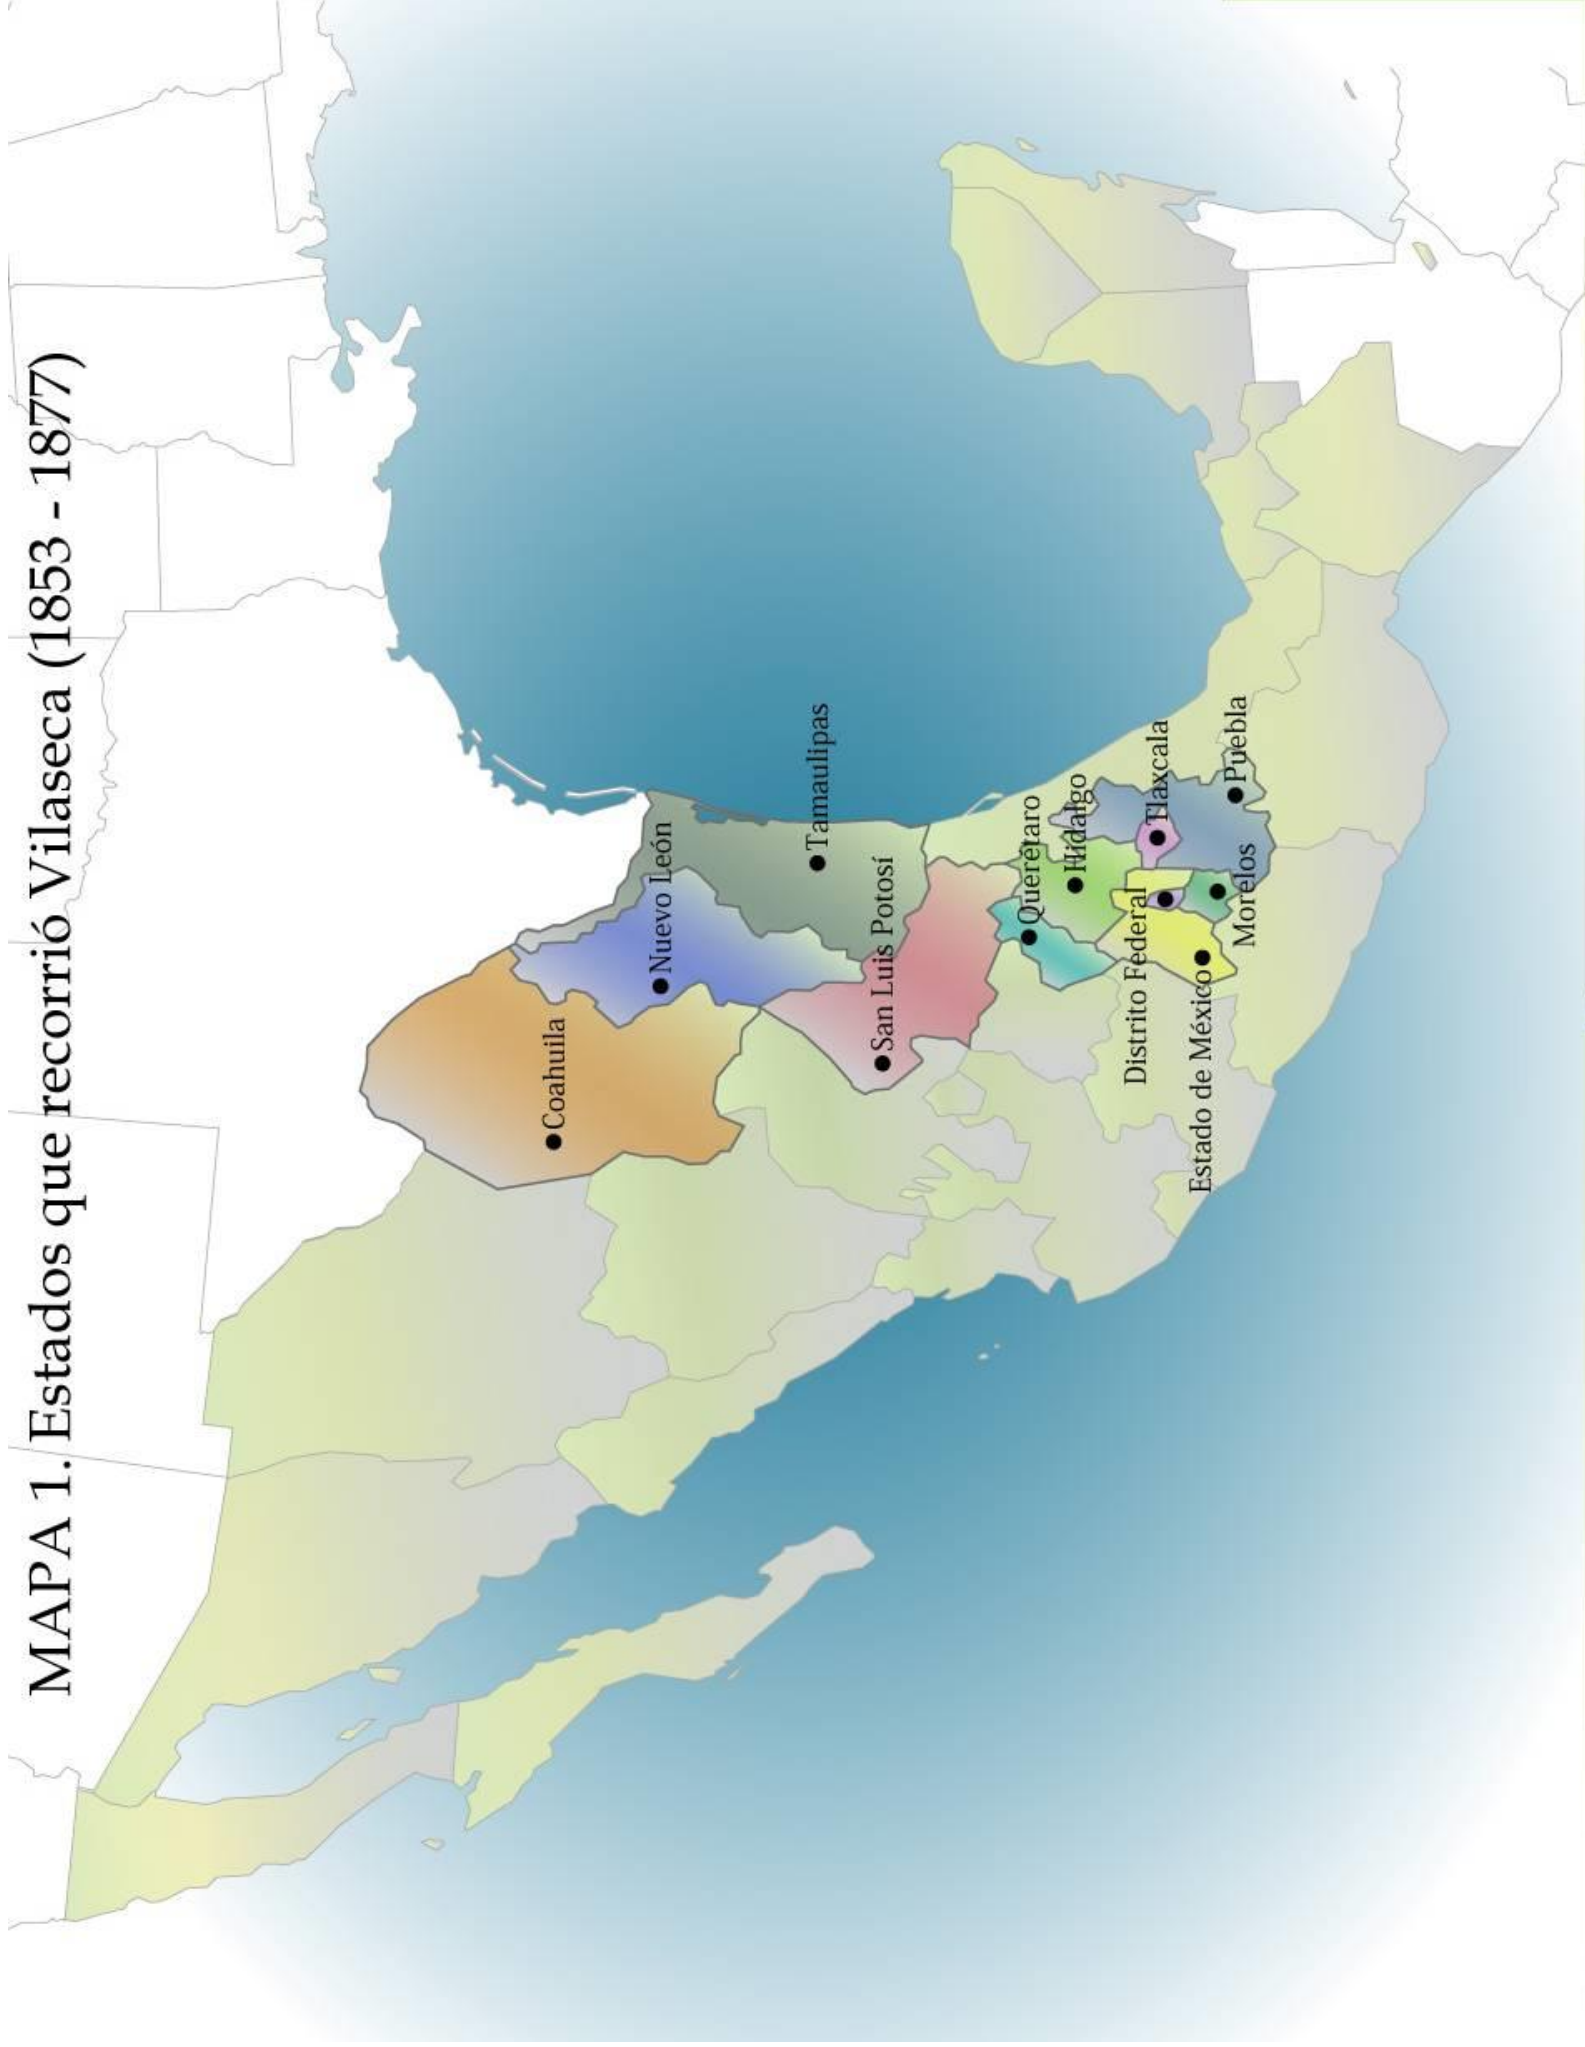 MAPA 1. Estados que recorrió Vilaseca (1853 - 1877)
Coahuila
Nuevo León
Tamaulipas
San Luis Potosí
Querétaro
Hidalgo
Distrito Federal
Tlaxcala
Estado de México
Puebla
Morelos